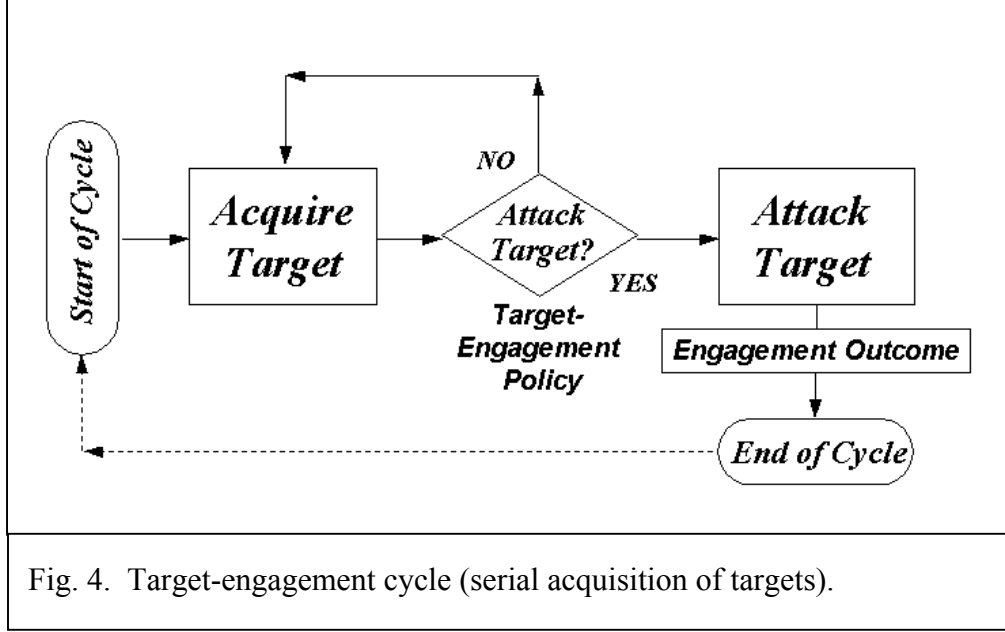 Start of Cycle
Acquire
Target
NO
Attack
Target?
YES
Target-
Engagement
Policy
Attack
Target
Engagement Outcome
End of Cycle
Fig. 4.  Target-engagement cycle (serial acquisition of targets).